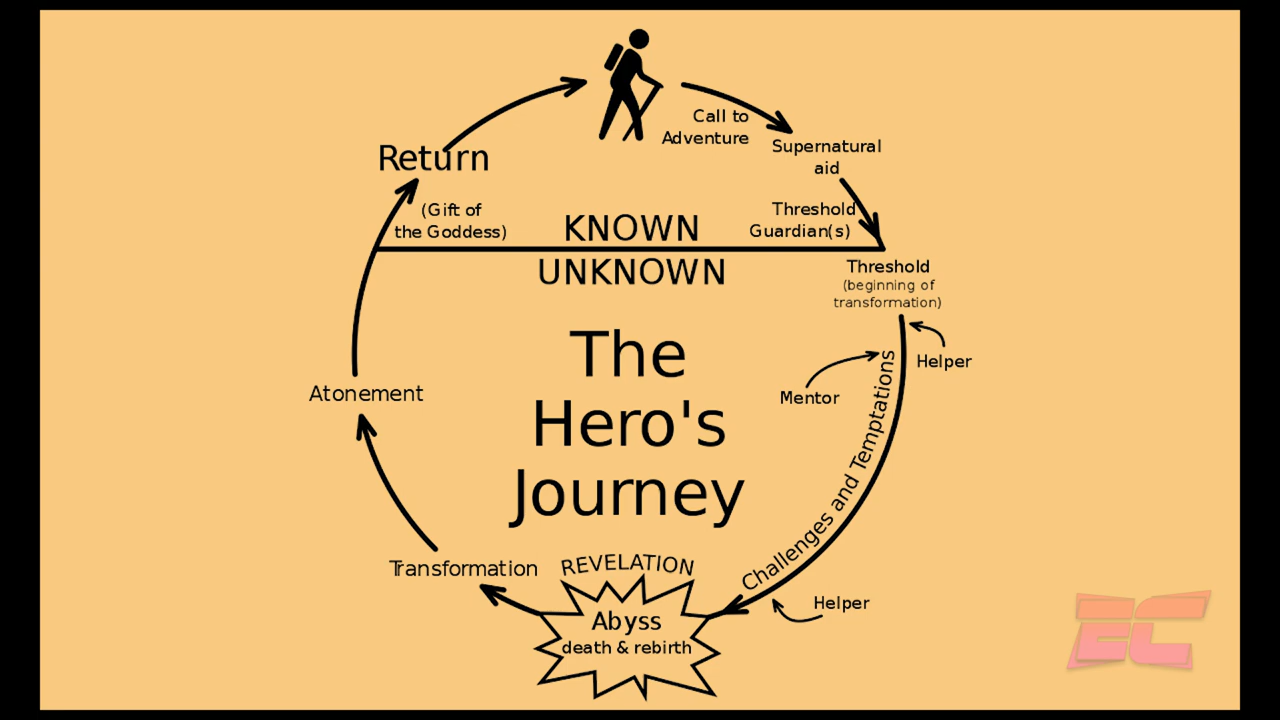 Call to
Adventure
Supernatural
aid
Return
(Gift of
the Goddess)
KNOWN
Threshold
Guardian(s)
UNKNOWN
Threshold
(beginning of
transformation)
Helper
Mentor
The
Hero's
Journey
Challenges and Temptations
Helper
REVELATION
Abyss
death & rebirth
Transformation
Atonement
EC